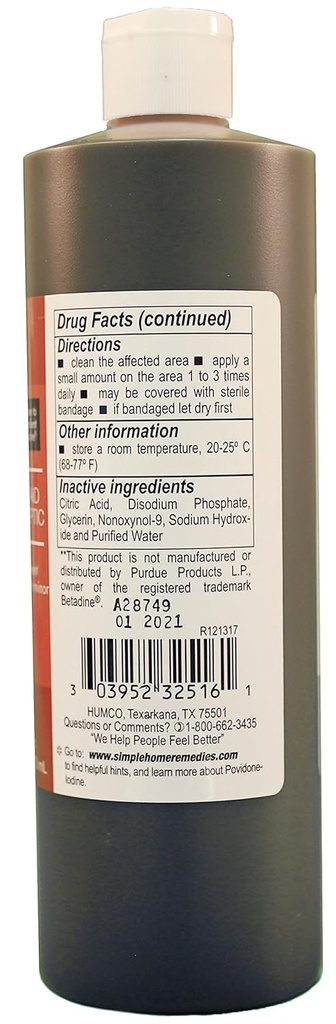 Drug Facts (continued)
Directions
■ clean the affected area ■ apply a
small amount on the area 1 to 3 times
daily ■ may be covered with sterile
bandage ■ if bandaged let dry first
Other information
■ store a room temperature, 20-25º C
(68-77º F)
Inactive ingredients
Citric Acid, Disodium Phosphate,
Glycerin, Nonoxynol-9, Sodium Hydrox-
ide and Purified Water
**This product is not manufactured or
distributed by Purdue Products L.P.,
owner of the registered trademark
Betadine®. A28749
01 2021
R121317
3 03952 32516 1
HUMCO, Texarkana, TX 75501
Questions or Comments? ✆1-800-662-3435
"We Help People Feel Better"
Go to: www.simplehomeremedies.com
to find helpful hints, and learn more about Povidone-
Iodine.